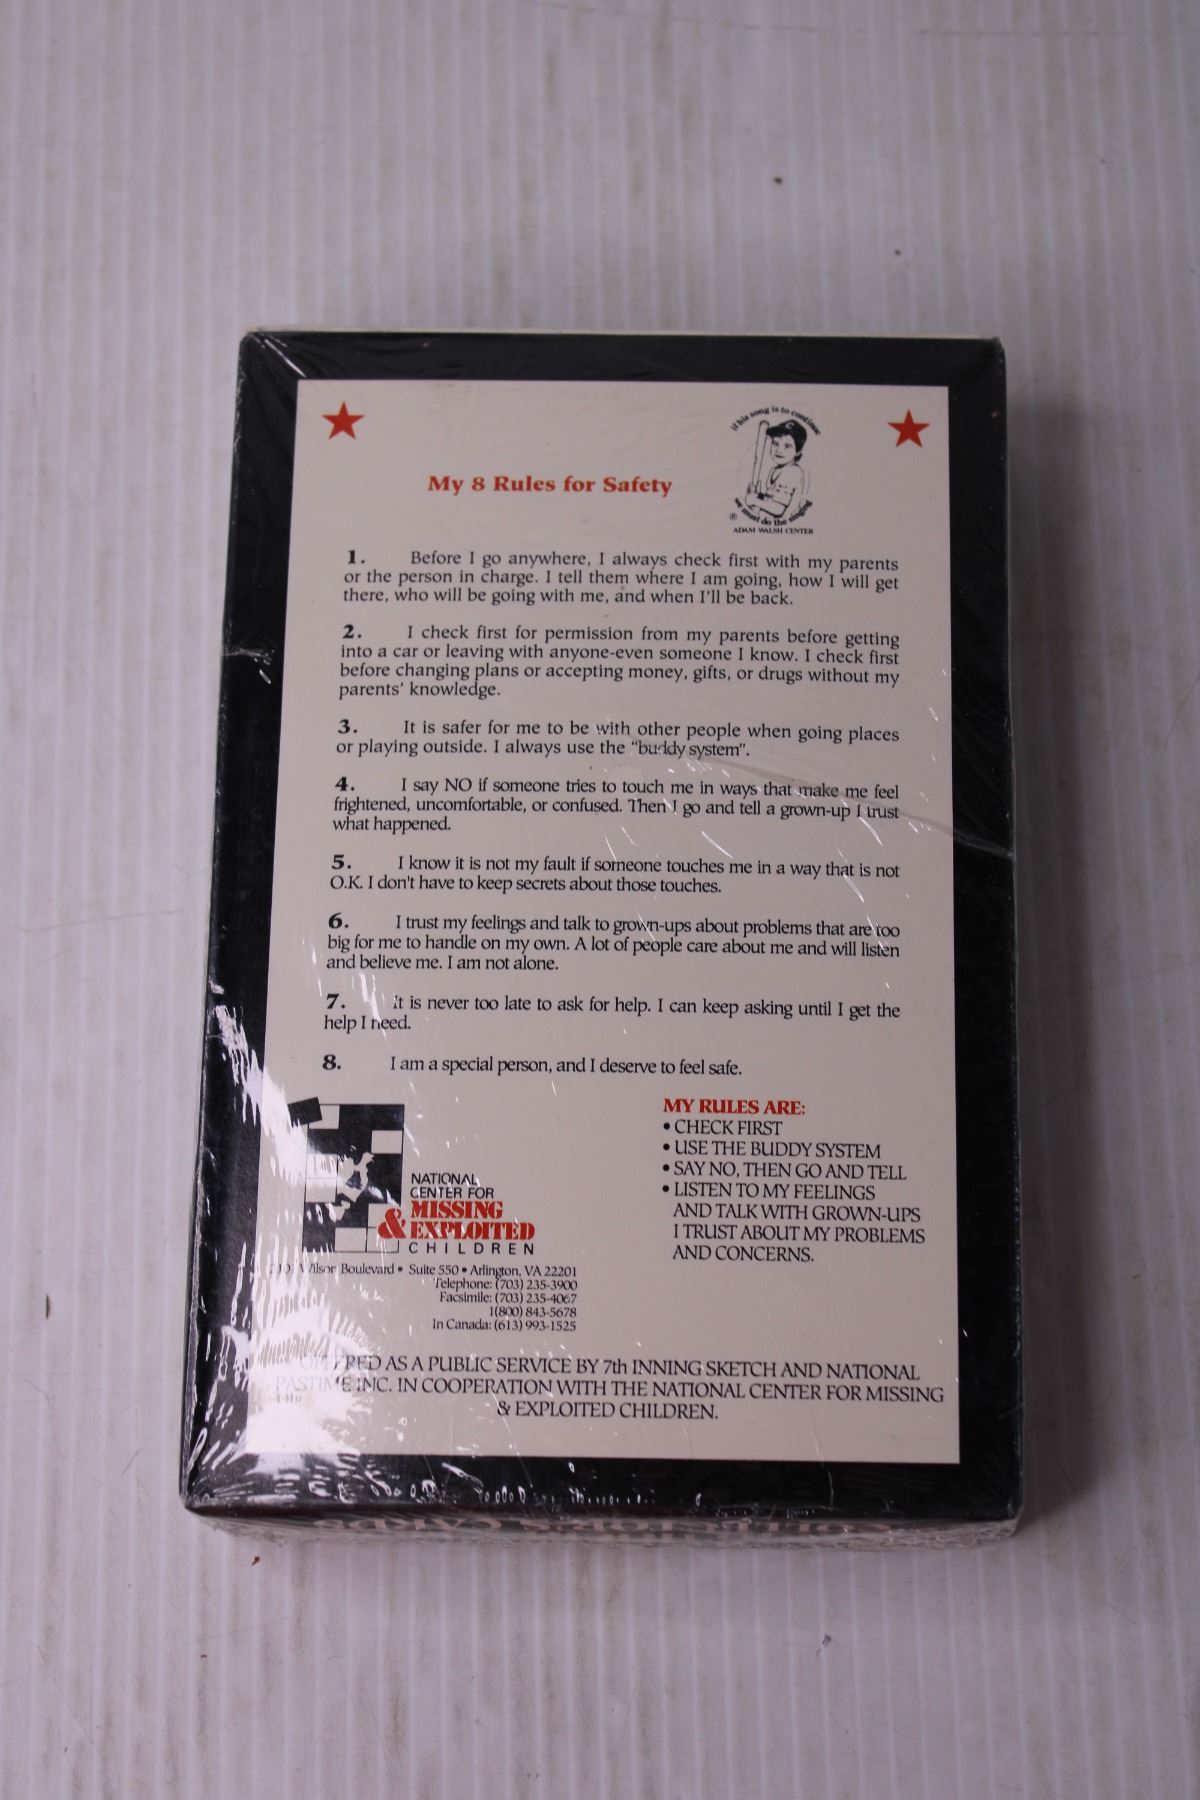 if his song is to continue
we must do the singing
®
ADAM WALSH CENTER
My 8 Rules for Safety
1. Before I go anywhere, I always check first with my parents
or the person in charge. I tell them where I am going, how I will get
there, who will be going with me, and when I'll be back.
2. I check first for permission from my parents before getting
into a car or leaving with anyone-even someone I know. I check first
before changing plans or accepting money, gifts, or drugs without my
parents' knowledge.
3. It is safer for me to be with other people when going places
or playing outside. I always use the "buddy system".
4. I say NO if someone tries to touch me in ways that make me feel
frightened, uncomfortable, or confused. Then I go and tell a grown-up I trust
what happened.
5. I know it is not my fault if someone touches me in a way that is not
O.K. I don't have to keep secrets about those touches.
6. I trust my feelings and talk to grown-ups about problems that are too
big for me to handle on my own. A lot of people care about me and will listen
and believe me. I am not alone.
7. It is never too late to ask for help. I can keep asking until I get the
help I need.
8. I am a special person, and I deserve to feel safe.
NATIONAL
CENTER FOR
MISSING
& EXPLOITED
CHILDREN
Wilson Boulevard • Suite 550 • Arlington, VA 22201
Telephone: (703) 235-3900
Facsimile: (703) 235-4067
1(800) 843-5678
In Canada: (613) 993-1525
MY RULES ARE:
• CHECK FIRST
• USE THE BUDDY SYSTEM
• SAY NO, THEN GO AND TELL
• LISTEN TO MY FEELINGS
AND TALK WITH GROWN-UPS
I TRUST ABOUT MY PROBLEMS
AND CONCERNS.
OFFERED AS A PUBLIC SERVICE BY 7th INNING SKETCH AND NATIONAL
PASTIME INC. IN COOPERATION WITH THE NATIONAL CENTER FOR MISSING
& EXPLOITED CHILDREN.
COLLECTOR'S CARDS